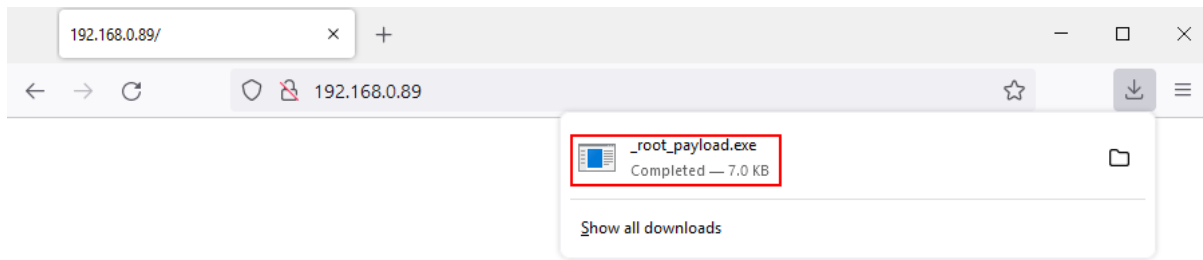 192.168.0.89/
192.168.0.89
_root_payload.exe
Completed — 7.0 KB
Show all downloads